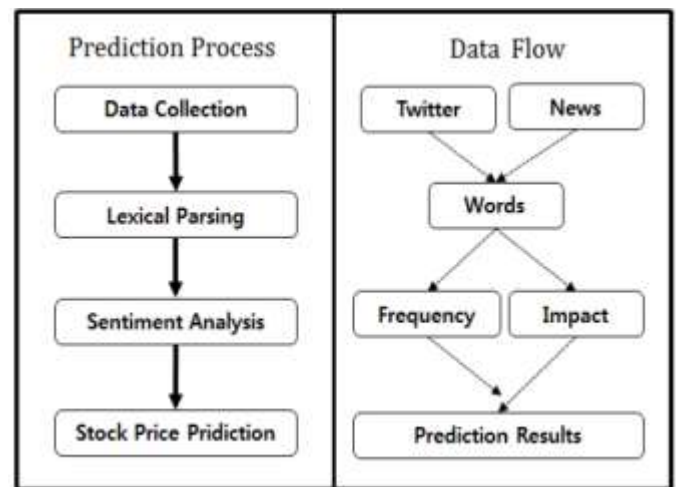 Prediction Process
Data Collection
Lexical Parsing
Sentiment Analysis
Stock Price Pridiction
Data Flow
Twitter
News
Words
Frequency
Impact
Prediction Results